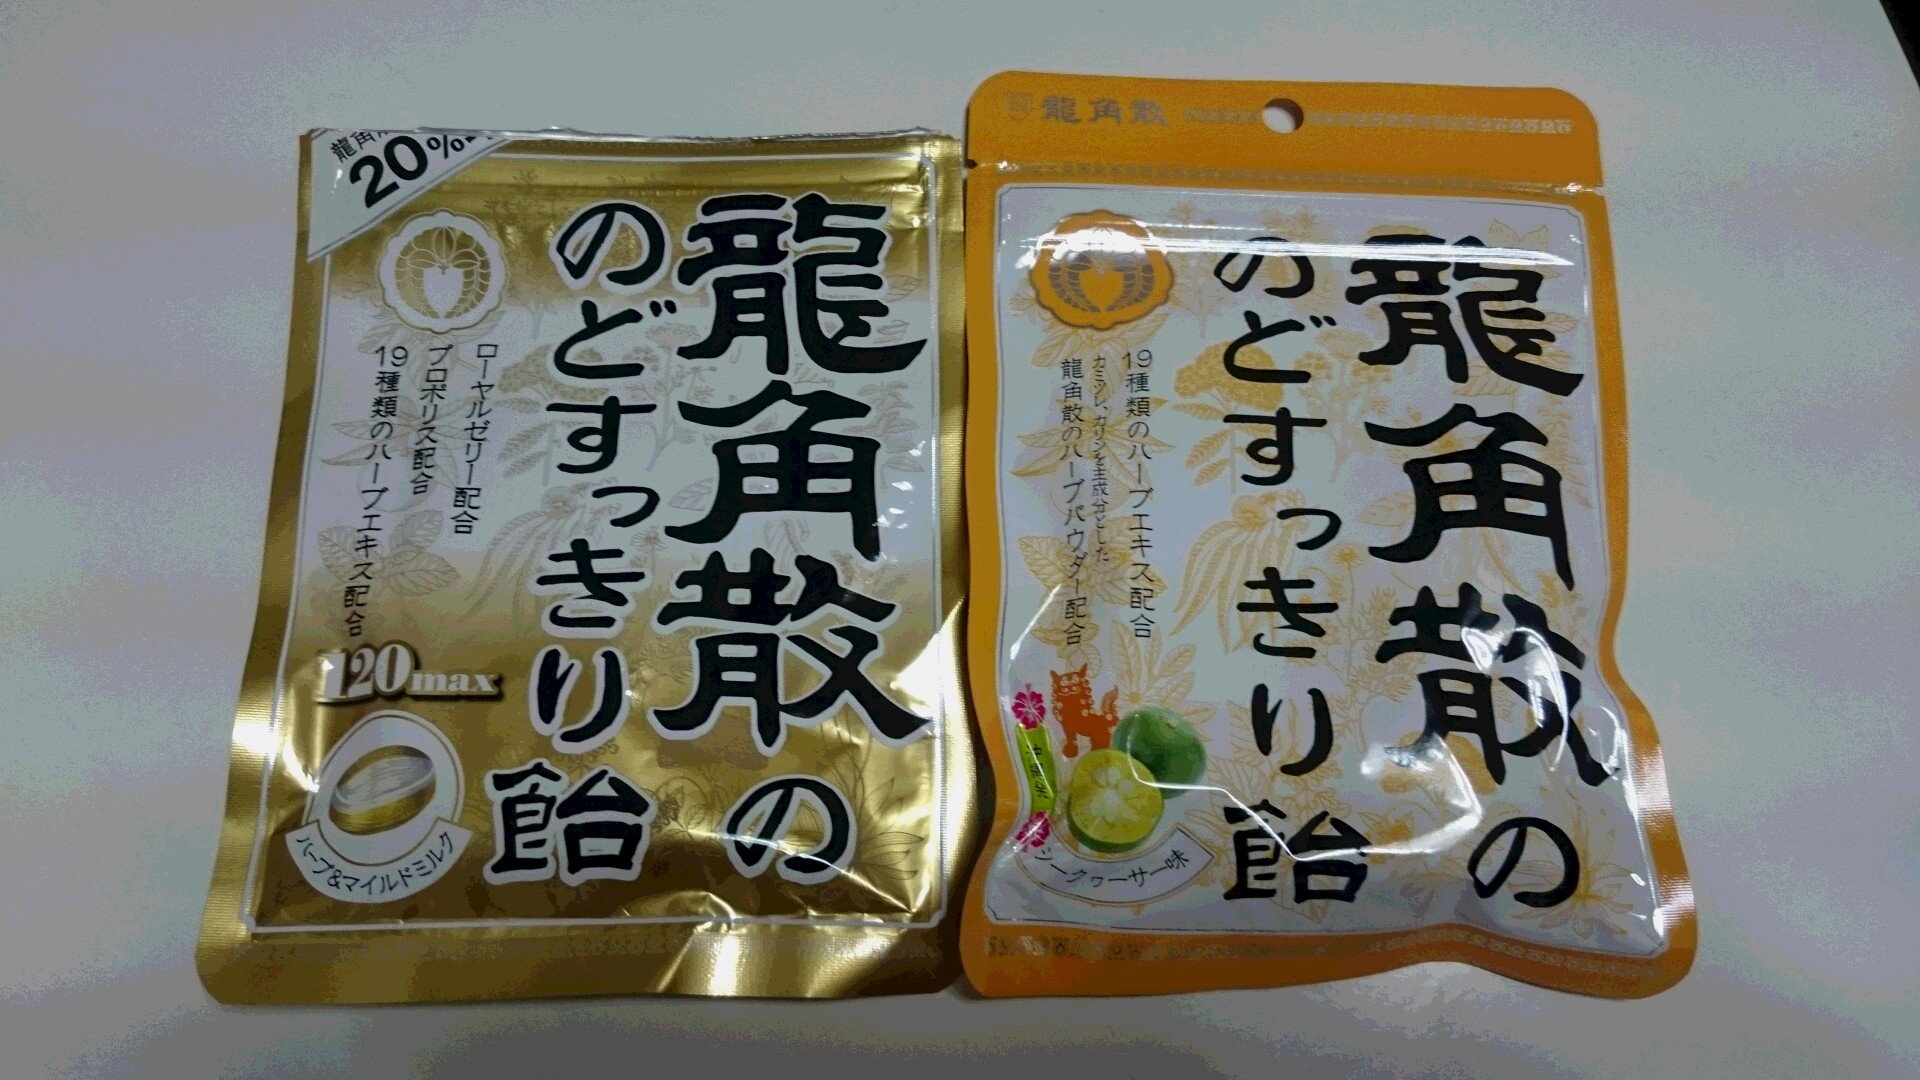 20%
龍角散の
のどすっきり
飴
ローヤルゼリー配合
プロポリス配合
19種類のハーブエキス配合
120max
ハーブ&マイルドミルク
龍角散
龍角散の
のどすっきり
飴
19種類のハーブエキス配合
カミツレ、カリンを主成分とした
龍角散のハーブパウダー配合
シークヮーサー味